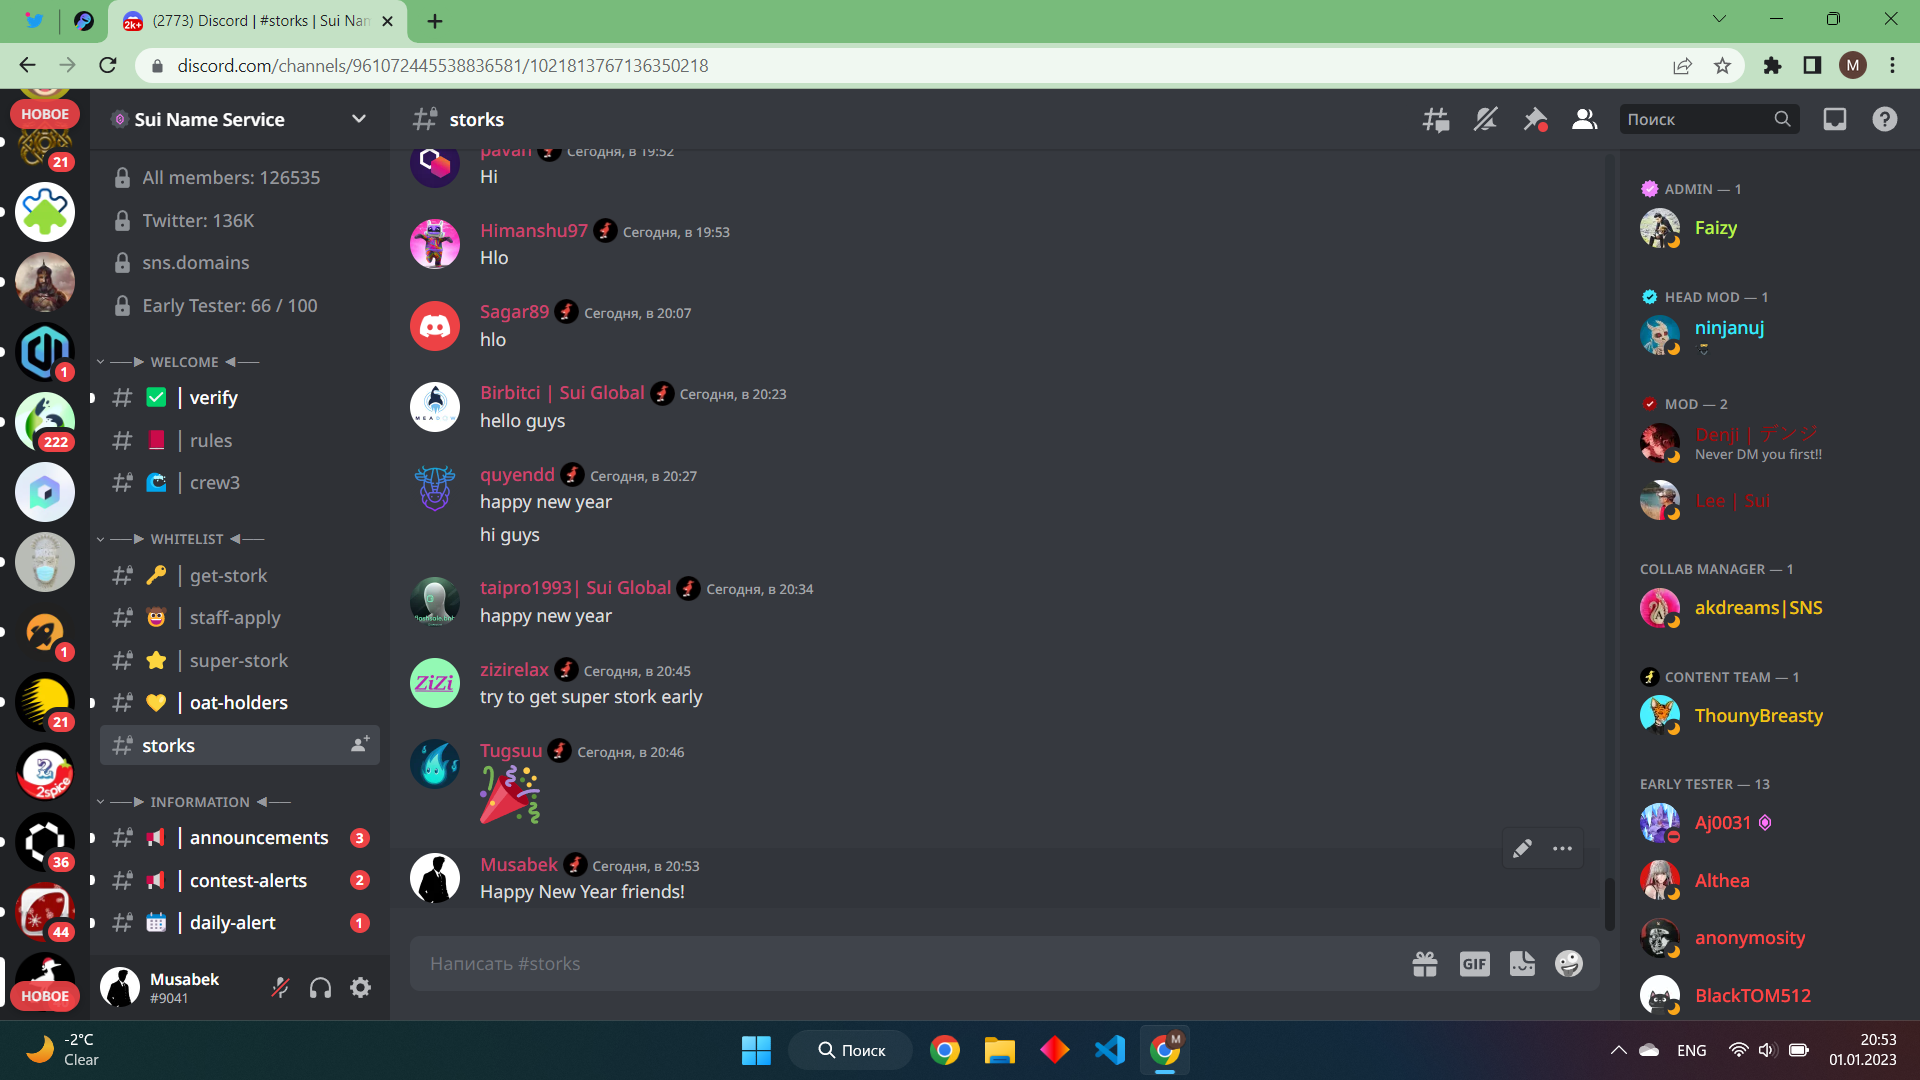 (2773) Discord | #storks | Sui Nan
discord.com/channels/961072445538836581/1021813767136350218
M
НОВОЕ
21
1
222
1
21
2spice
36
44
НОВОЕ
Sui Name Service
All members: 126535
Twitter: 136K
sns.domains
Early Tester: 66 / 100
WELCOME
| verify
| rules
| crew3
WHITELIST
| get-stork
| staff-apply
| super-stork
| oat-holders
storks
INFORMATION
| announcements 3
| contest-alerts 2
| daily-alert 1
Musabek
#9041
storks
Поиск
pavan Сегодня, в 19:52
Hi
Himanshu97 Сегодня, в 19:53
Hlo
Sagar89 Сегодня, в 20:07
hlo
MEADOW
Birbitci | Sui Global Сегодня, в 20:23
hello guys
quyendd Сегодня, в 20:27
happy new year
hi guys
taipro1993| Sui Global Сегодня, в 20:34
happy new year
ZiZi
zizirelax Сегодня, в 20:45
try to get super stork early
Tugsuu Сегодня, в 20:46
Musabek Сегодня, в 20:53
Happy New Year friends!
Написать #storks
GIF
ADMIN — 1
Faizy
HEAD MOD — 1
ninjanuj
MOD — 2
Denji | デンジ
Never DM you first!!
Lee | Sui
COLLAB MANAGER — 1
akdreams|SNS
CONTENT TEAM — 1
ThounyBreasty
EARLY TESTER — 13
Aj0031
Althea
anonymosity
BlackTOM512
-2°C
Clear
Поиск
M
ENG
20:53
01.01.2023